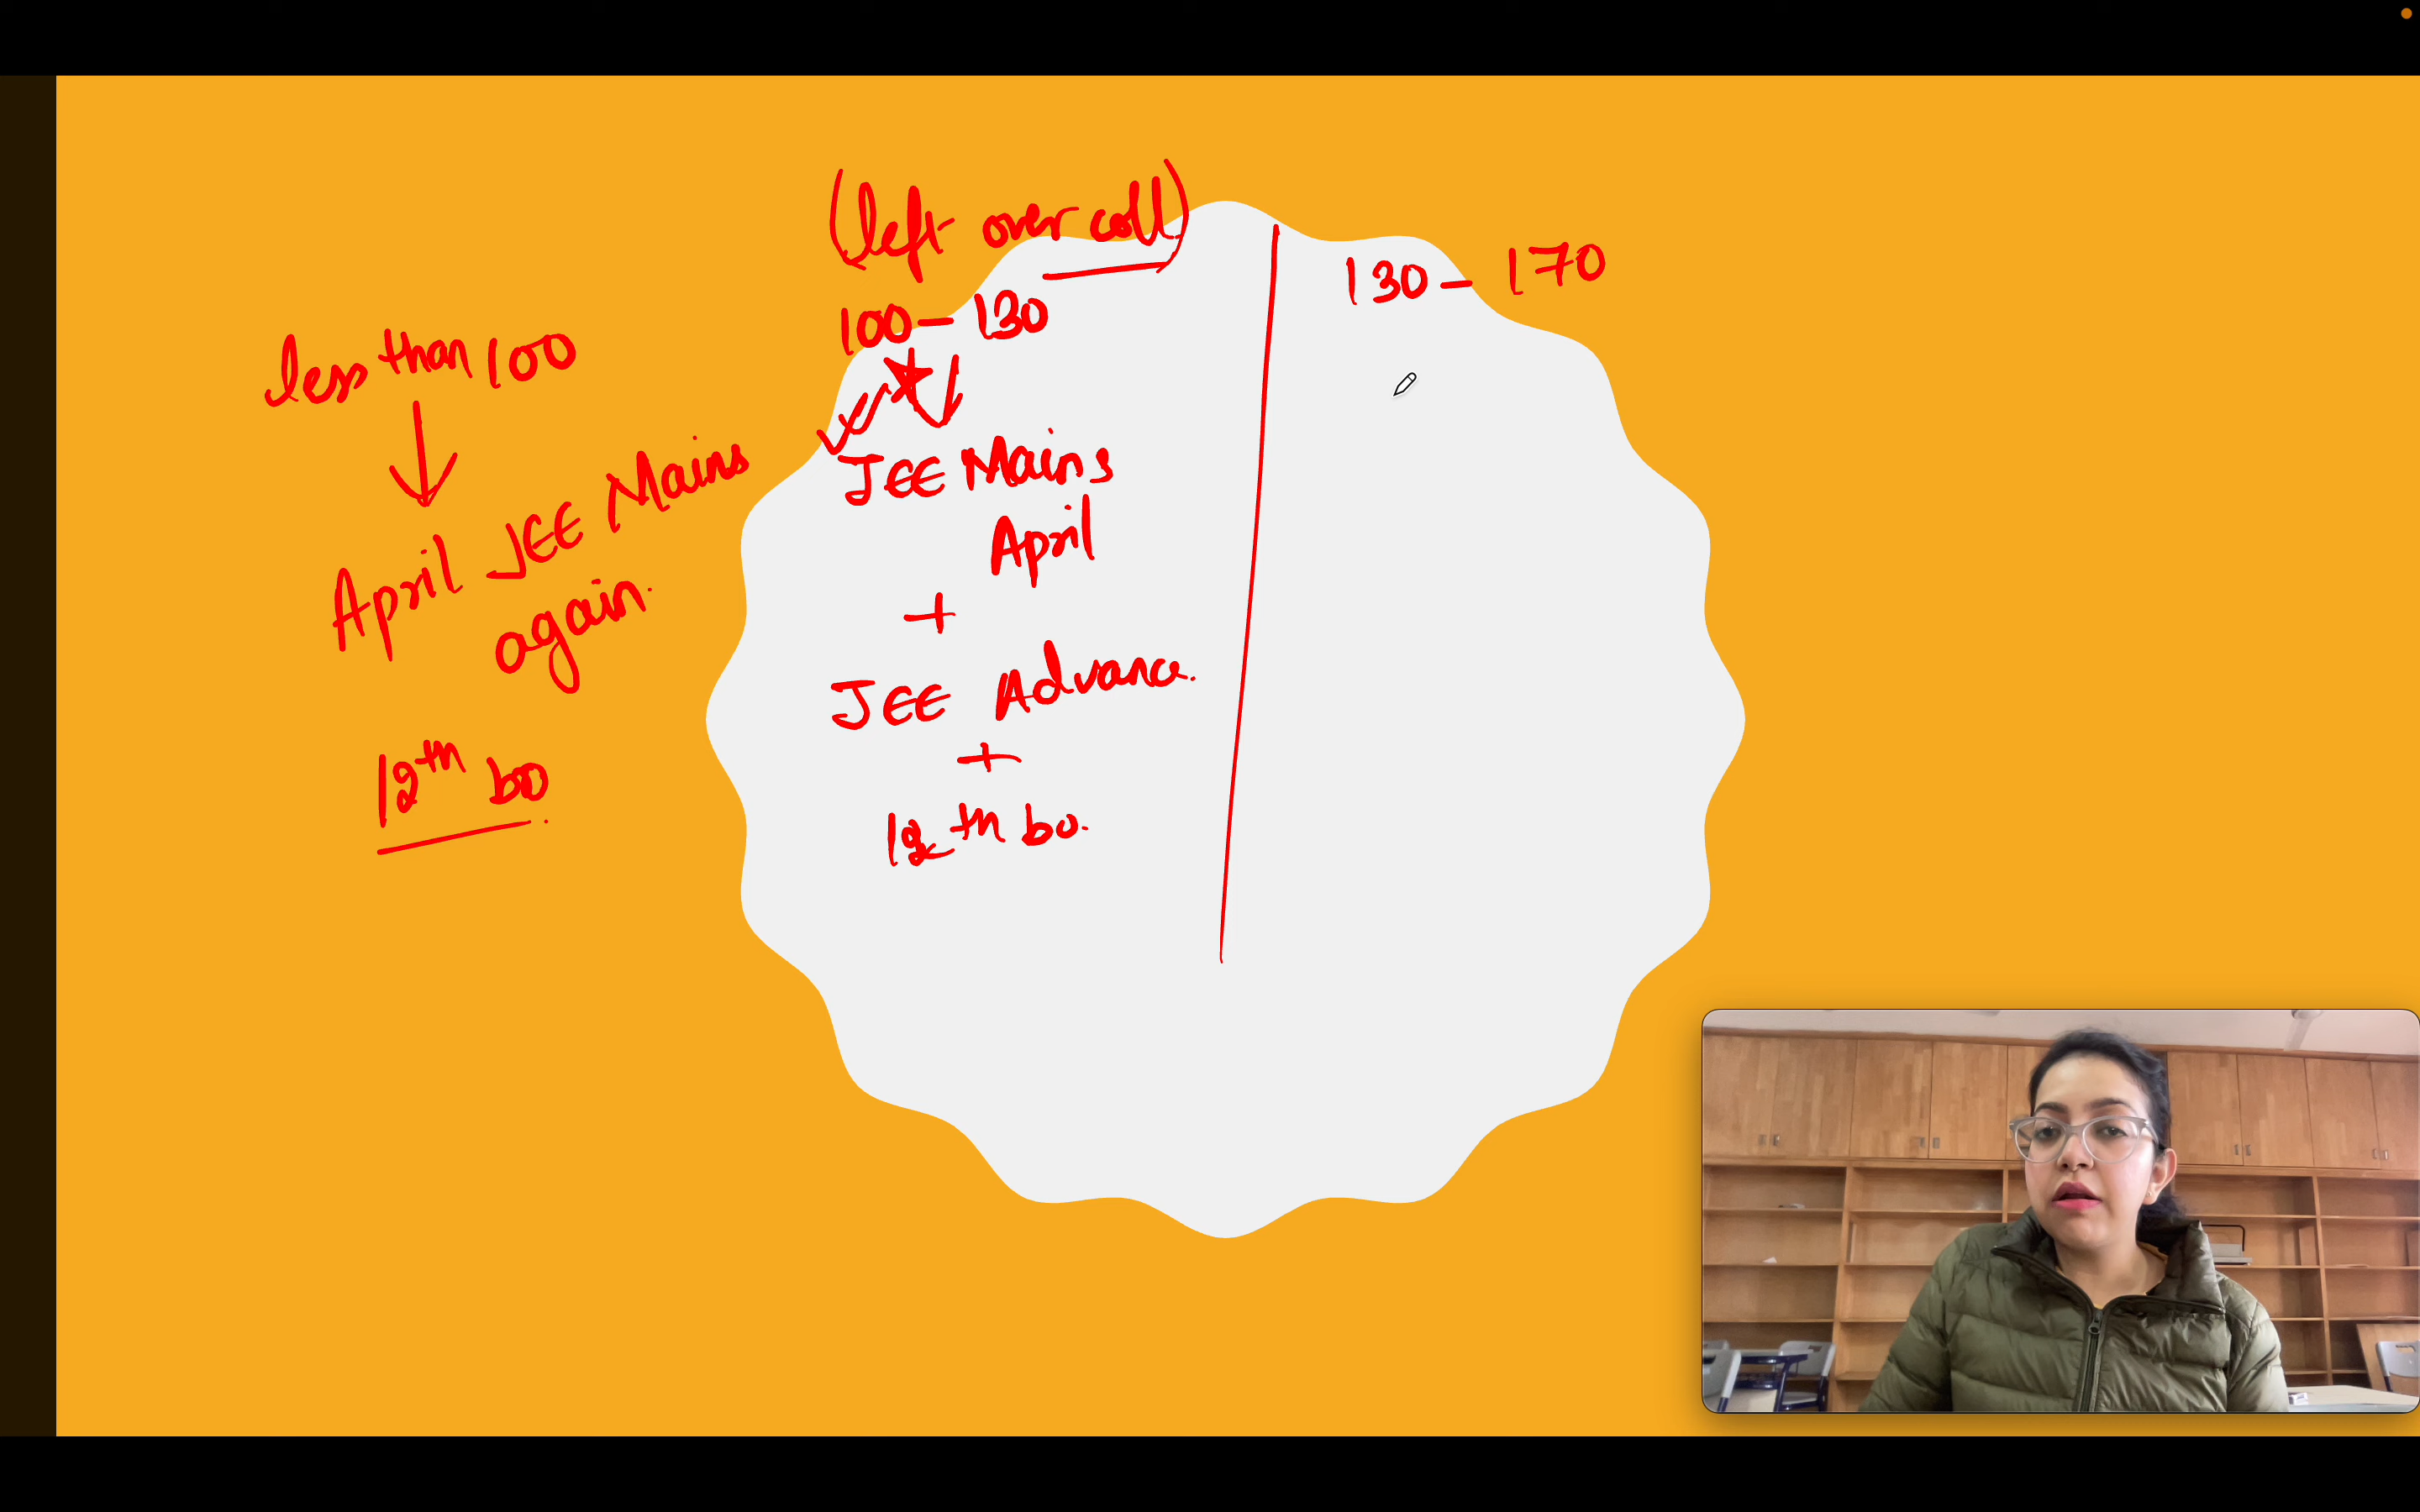 less than 100
April JEE Mains
again.
12th bo
(left over coll)
100-130
JEE Mains
April
+
JEE Advance.
+
12th bo.
130-170